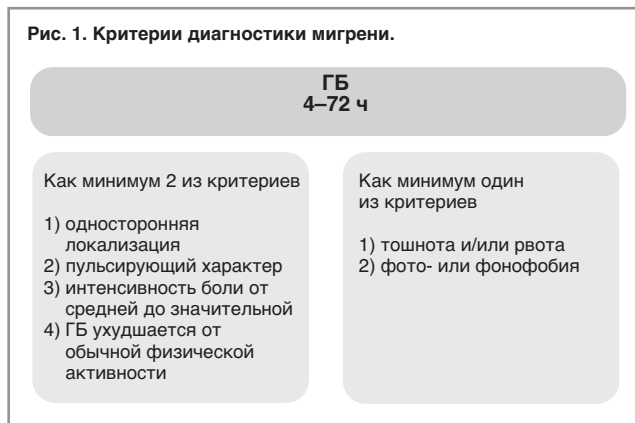 Рис. 1. Критерии диагностики мигрени.
ГБ
4–72 ч
Как минимум 2 из критериев
1) односторонняя
локализация
2) пульсирующий характер
3) интенсивность боли от
средней до значительной
4) ГБ ухудшается от
обычной физической
активности
Как минимум один
из критериев
1) тошнота и/или рвота
2) фото- или фонофобия